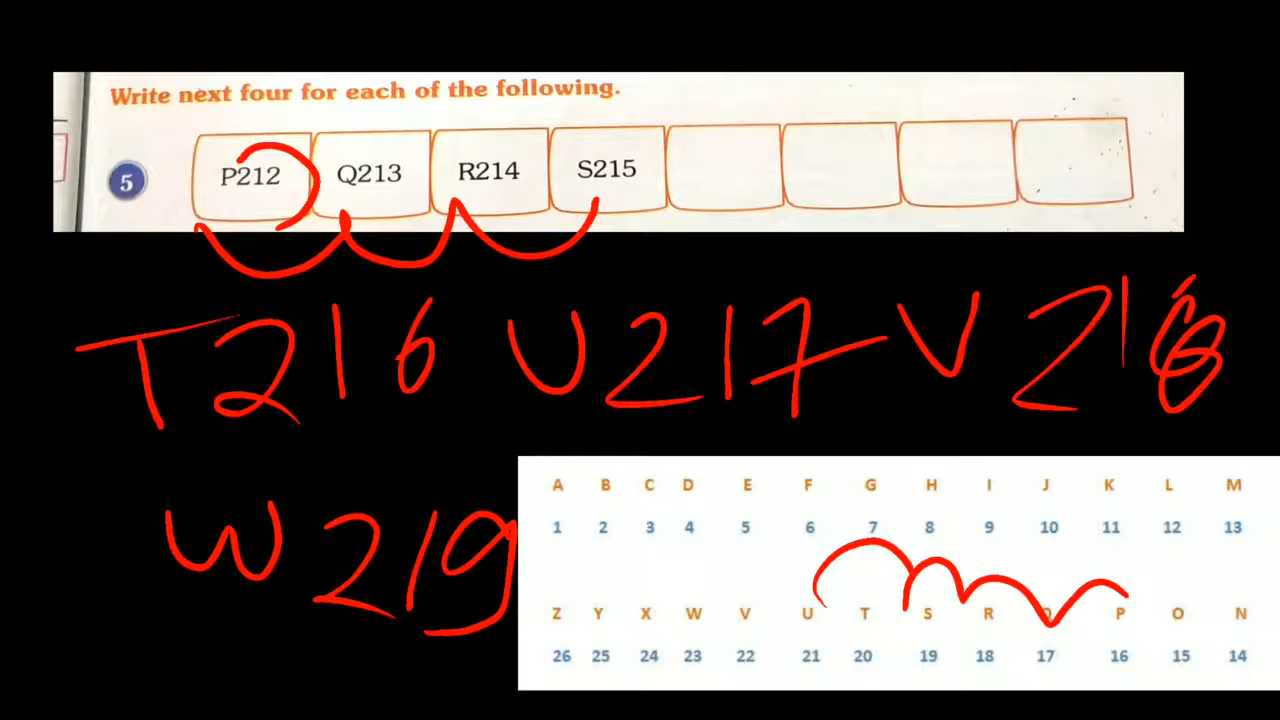 Write next four for each of the following.
5 P212 Q213 R214 S215
T216 U217 V218
W219
A B C D E F G H I J K L M
1 2 3 4 5 6 7 8 9 10 11 12 13
Z Y X W V U T S R Q P O N
26 25 24 23 22 21 20 19 18 17 16 15 14